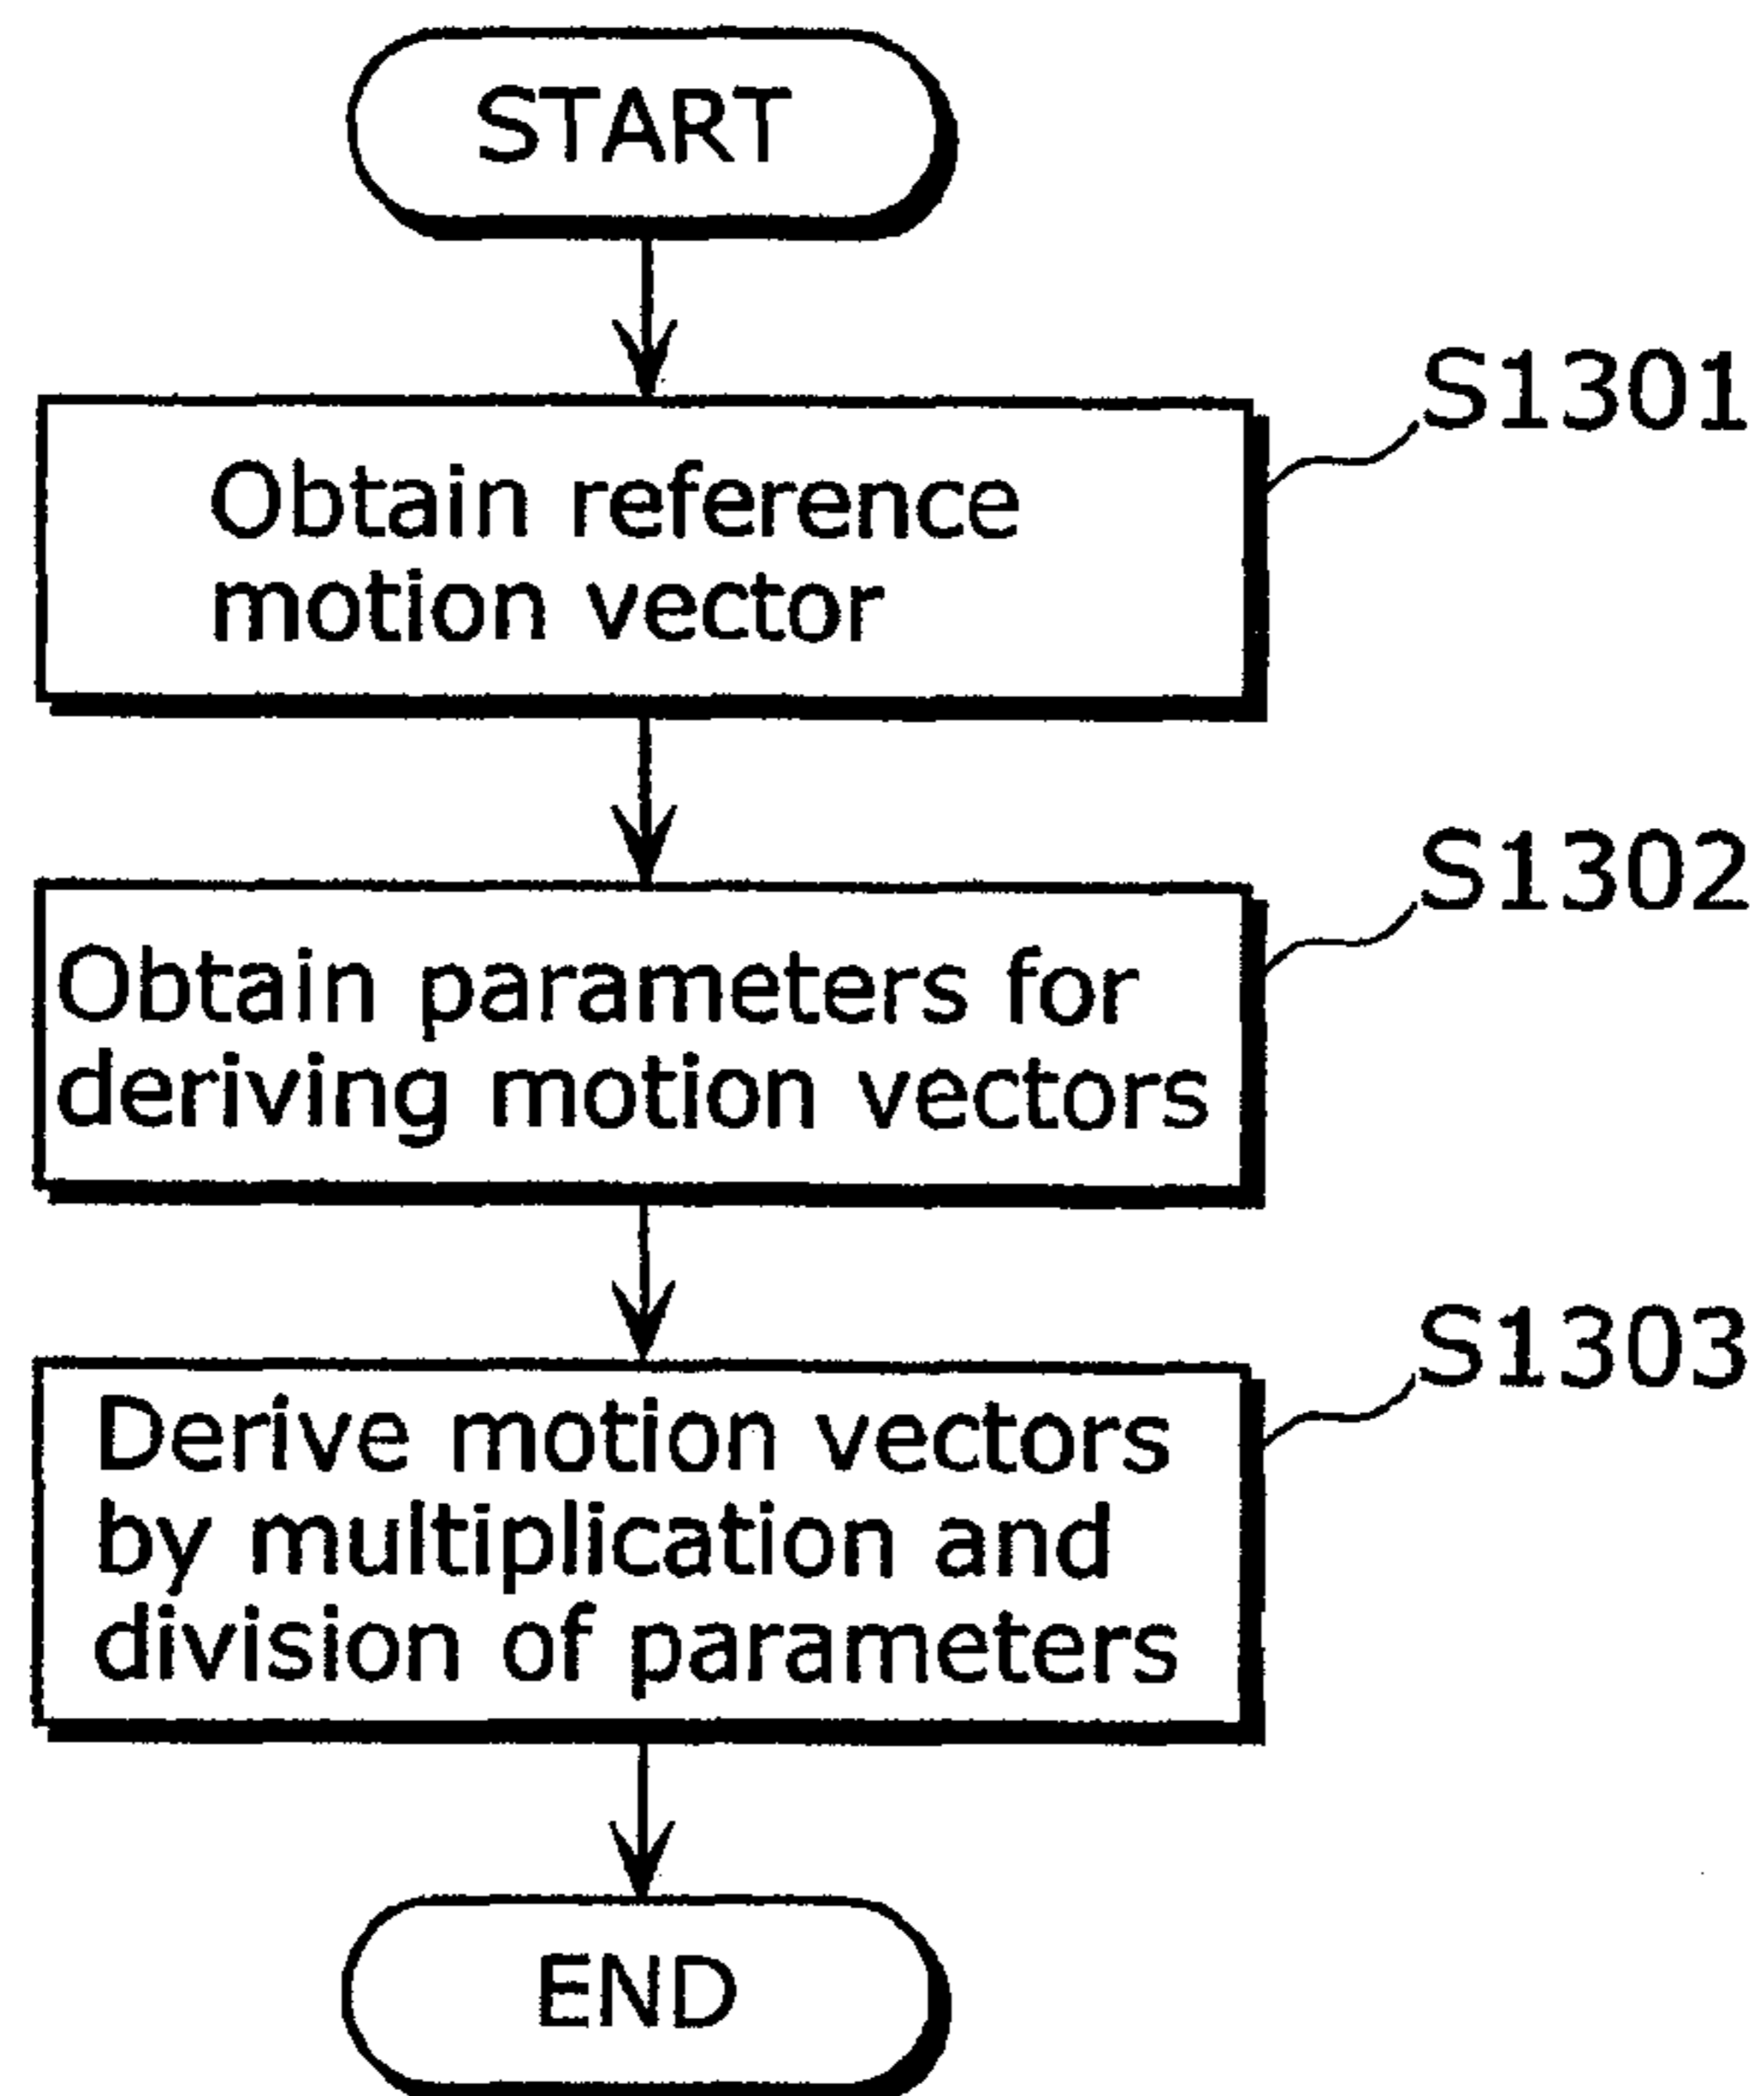 START
S1301
Obtain reference
motion vector
S1302
Obtain parameters for
deriving motion vectors
S1303
Derive motion vectors
by multiplication and
division of parameters
END